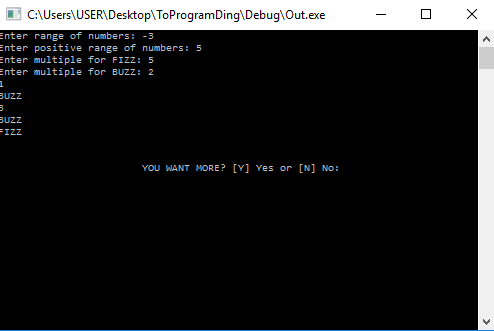 C:\Users\USER\Desktop\ToProgramDing\Debug\Out.exe
Enter range of numbers: -3
Enter positive range of numbers: 5
Enter multiple for FIZZ: 5
Enter multiple for BUZZ: 2
1
BUZZ
3
BUZZ
FIZZ
YOU WANT MORE? [Y] Yes or [N] No: